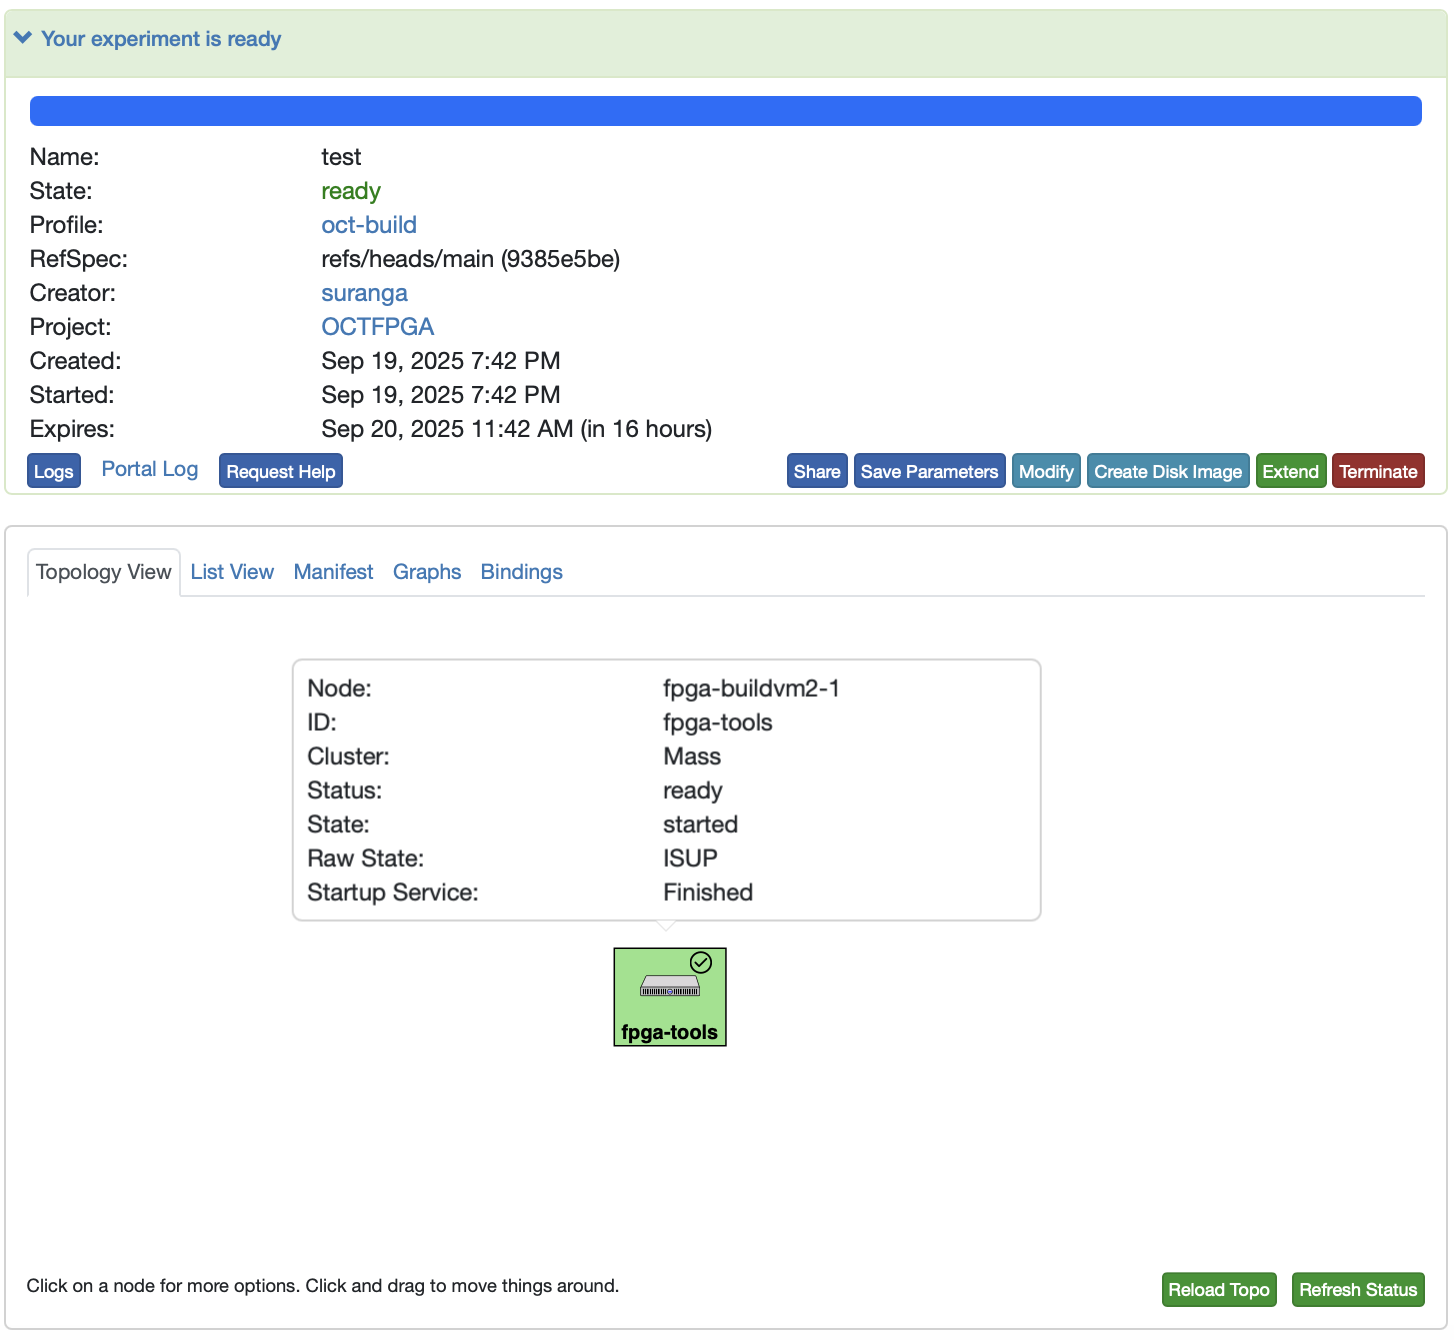 Your experiment is ready
Name: test
State: ready
Profile: oct-build
RefSpec: refs/heads/main (9385e5be)
Creator: suranga
Project: OCTFPGA
Created: Sep 19, 2025 7:42 PM
Started: Sep 19, 2025 7:42 PM
Expires: Sep 20, 2025 11:42 AM (in 16 hours)
Logs Portal Log Request Help Share Save Parameters Modify Create Disk Image Extend Terminate
Topology View List View Manifest Graphs Bindings
Node: fpga-buildvm2-1
ID: fpga-tools
Cluster: Mass
Status: ready
State: started
Raw State: ISUP
Startup Service: Finished
fpga-tools
Click on a node for more options. Click and drag to move things around. Reload Topo Refresh Status